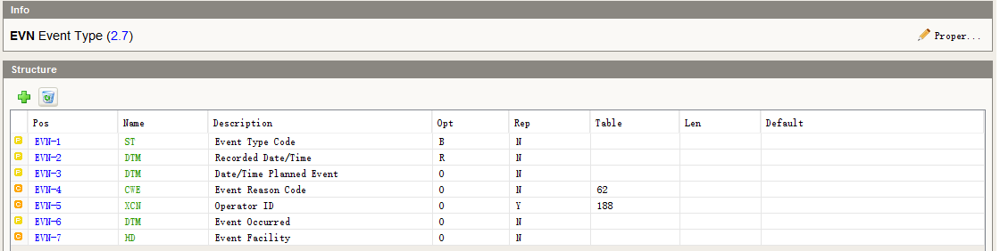 Info
EVN Event Type (2.7)
Proper...
Structure
Pos Name Description Opt Rep Table Len Default
P EVN-1 ST Event Type Code B N
P EVN-2 DTM Recorded Date/Time R N
P EVN-3 DTM Date/Time Planned Event O N
C EVN-4 CWE Event Reason Code O N 62
C EVN-5 XCN Operator ID O Y 188
P EVN-6 DTM Event Occurred O N
C EVN-7 HD Event Facility O N